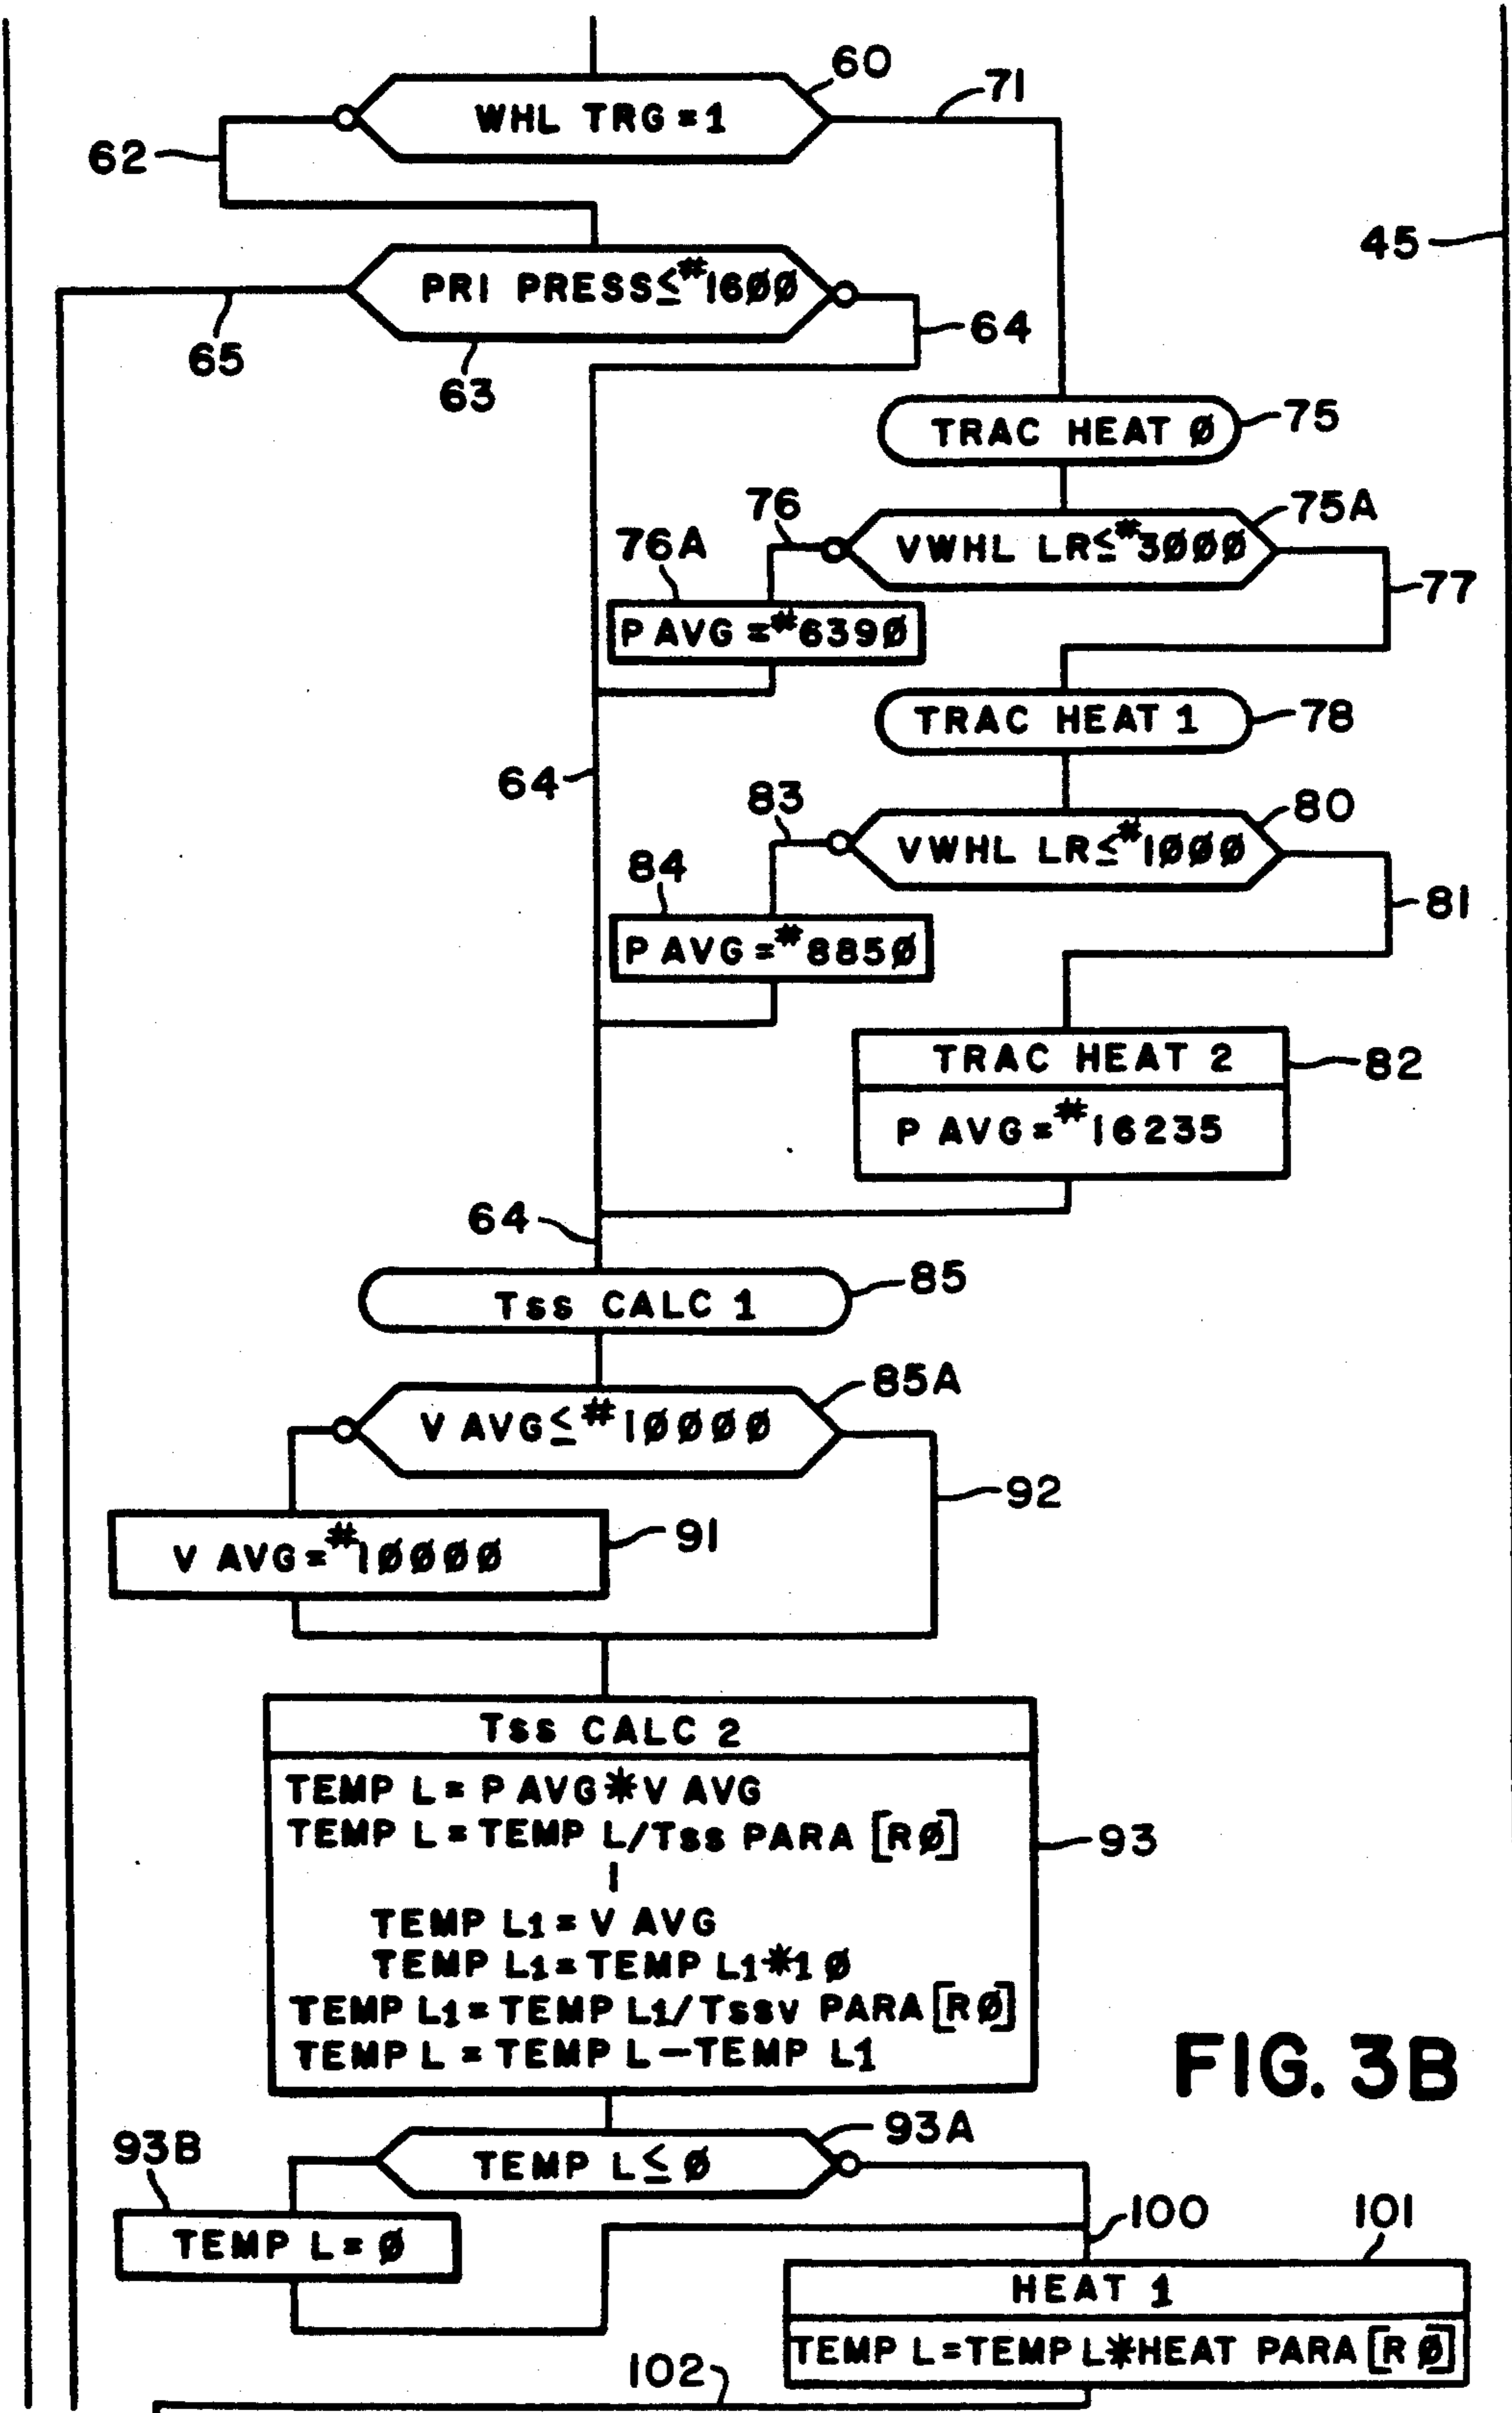 60
71
WHL TRG=1
62
45
PRI PRESS≤#16ØØ
64
65
63
TRAC HEAT Ø
75
76
75A
76A
VWHL LR≤#3ØØØ
77
P AVG=#639Ø
TRAC HEAT 1
78
64
83
80
VWHL LR≤#1ØØØ
84
81
P AVG=#885Ø
TRAC HEAT 2
82
P AVG=#16235
64
85
Tss CALC 1
85A
V AVG≤#1ØØØØ
92
91
V AVG=#1ØØØØ
Tss CALC 2
TEMP L=P AVG*V AVG
TEMP L=TEMP L/Tss PARA [RØ]
93
TEMP L1=V AVG
TEMP L1=TEMP L1*1Ø
TEMP L1=TEMP L1/Tssv PARA [RØ]
TEMP L=TEMP L-TEMP L1
FIG. 3B
93B
93A
TEMP L≤Ø
100
101
TEMP L=Ø
HEAT 1
TEMP L=TEMP L*HEAT PARA [RØ]
102